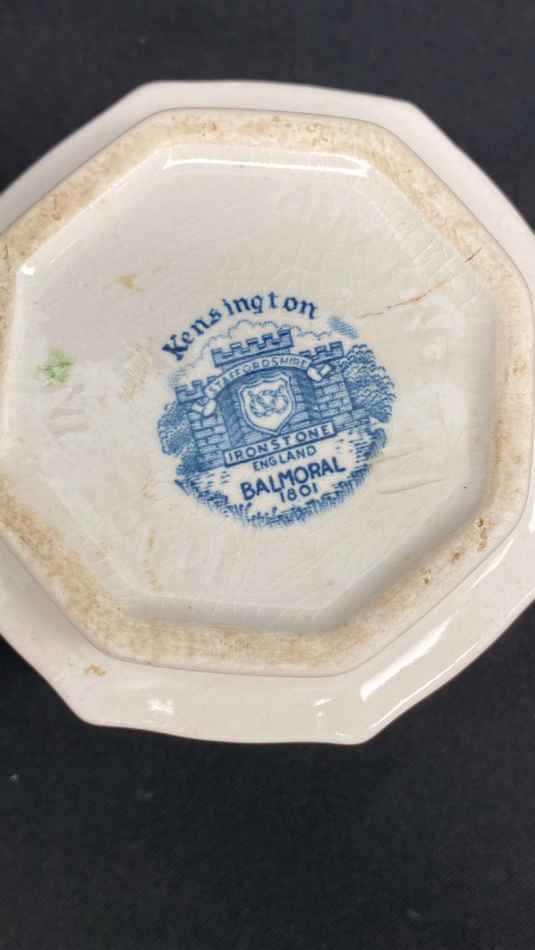 Kensington
STAFFORDSHIRE
IRONSTONE
ENGLAND
BALMORAL
1801